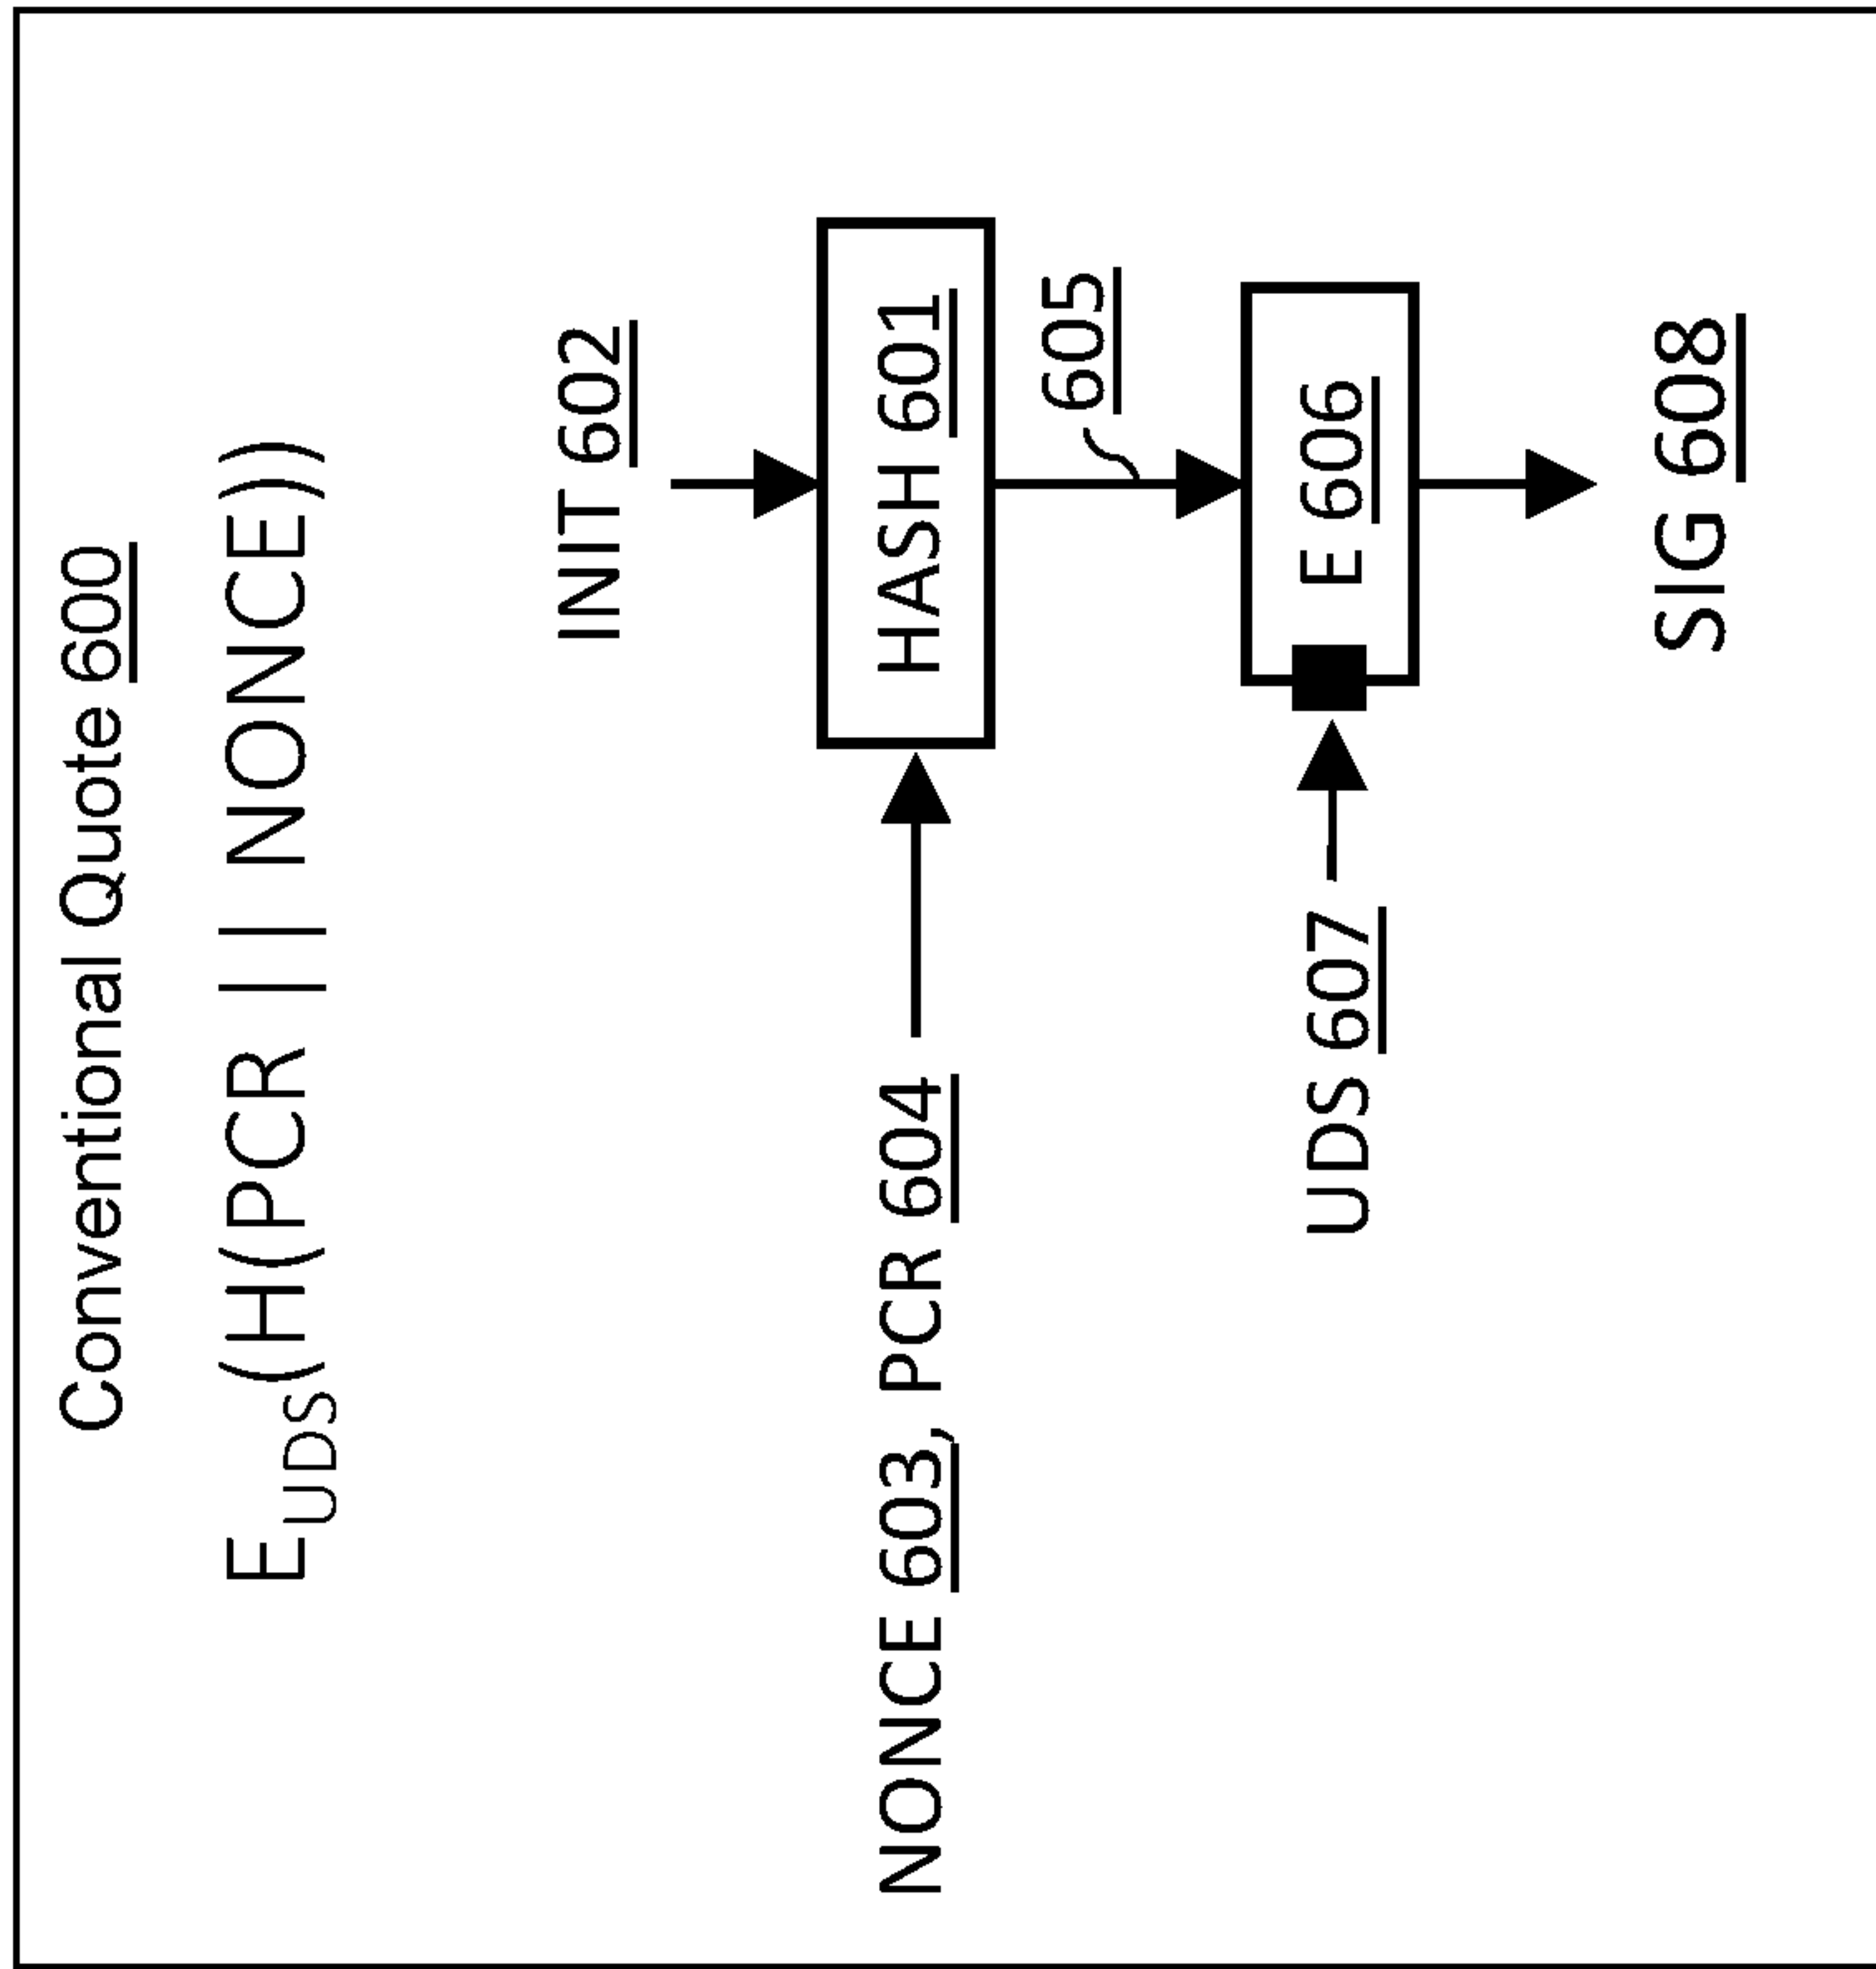 Conventional Quote 600
E_UDS(H(PCR || NONCE))
INIT 602
NONCE 603, PCR 604
HASH 601
605
UDS 607
E 606
SIG 608